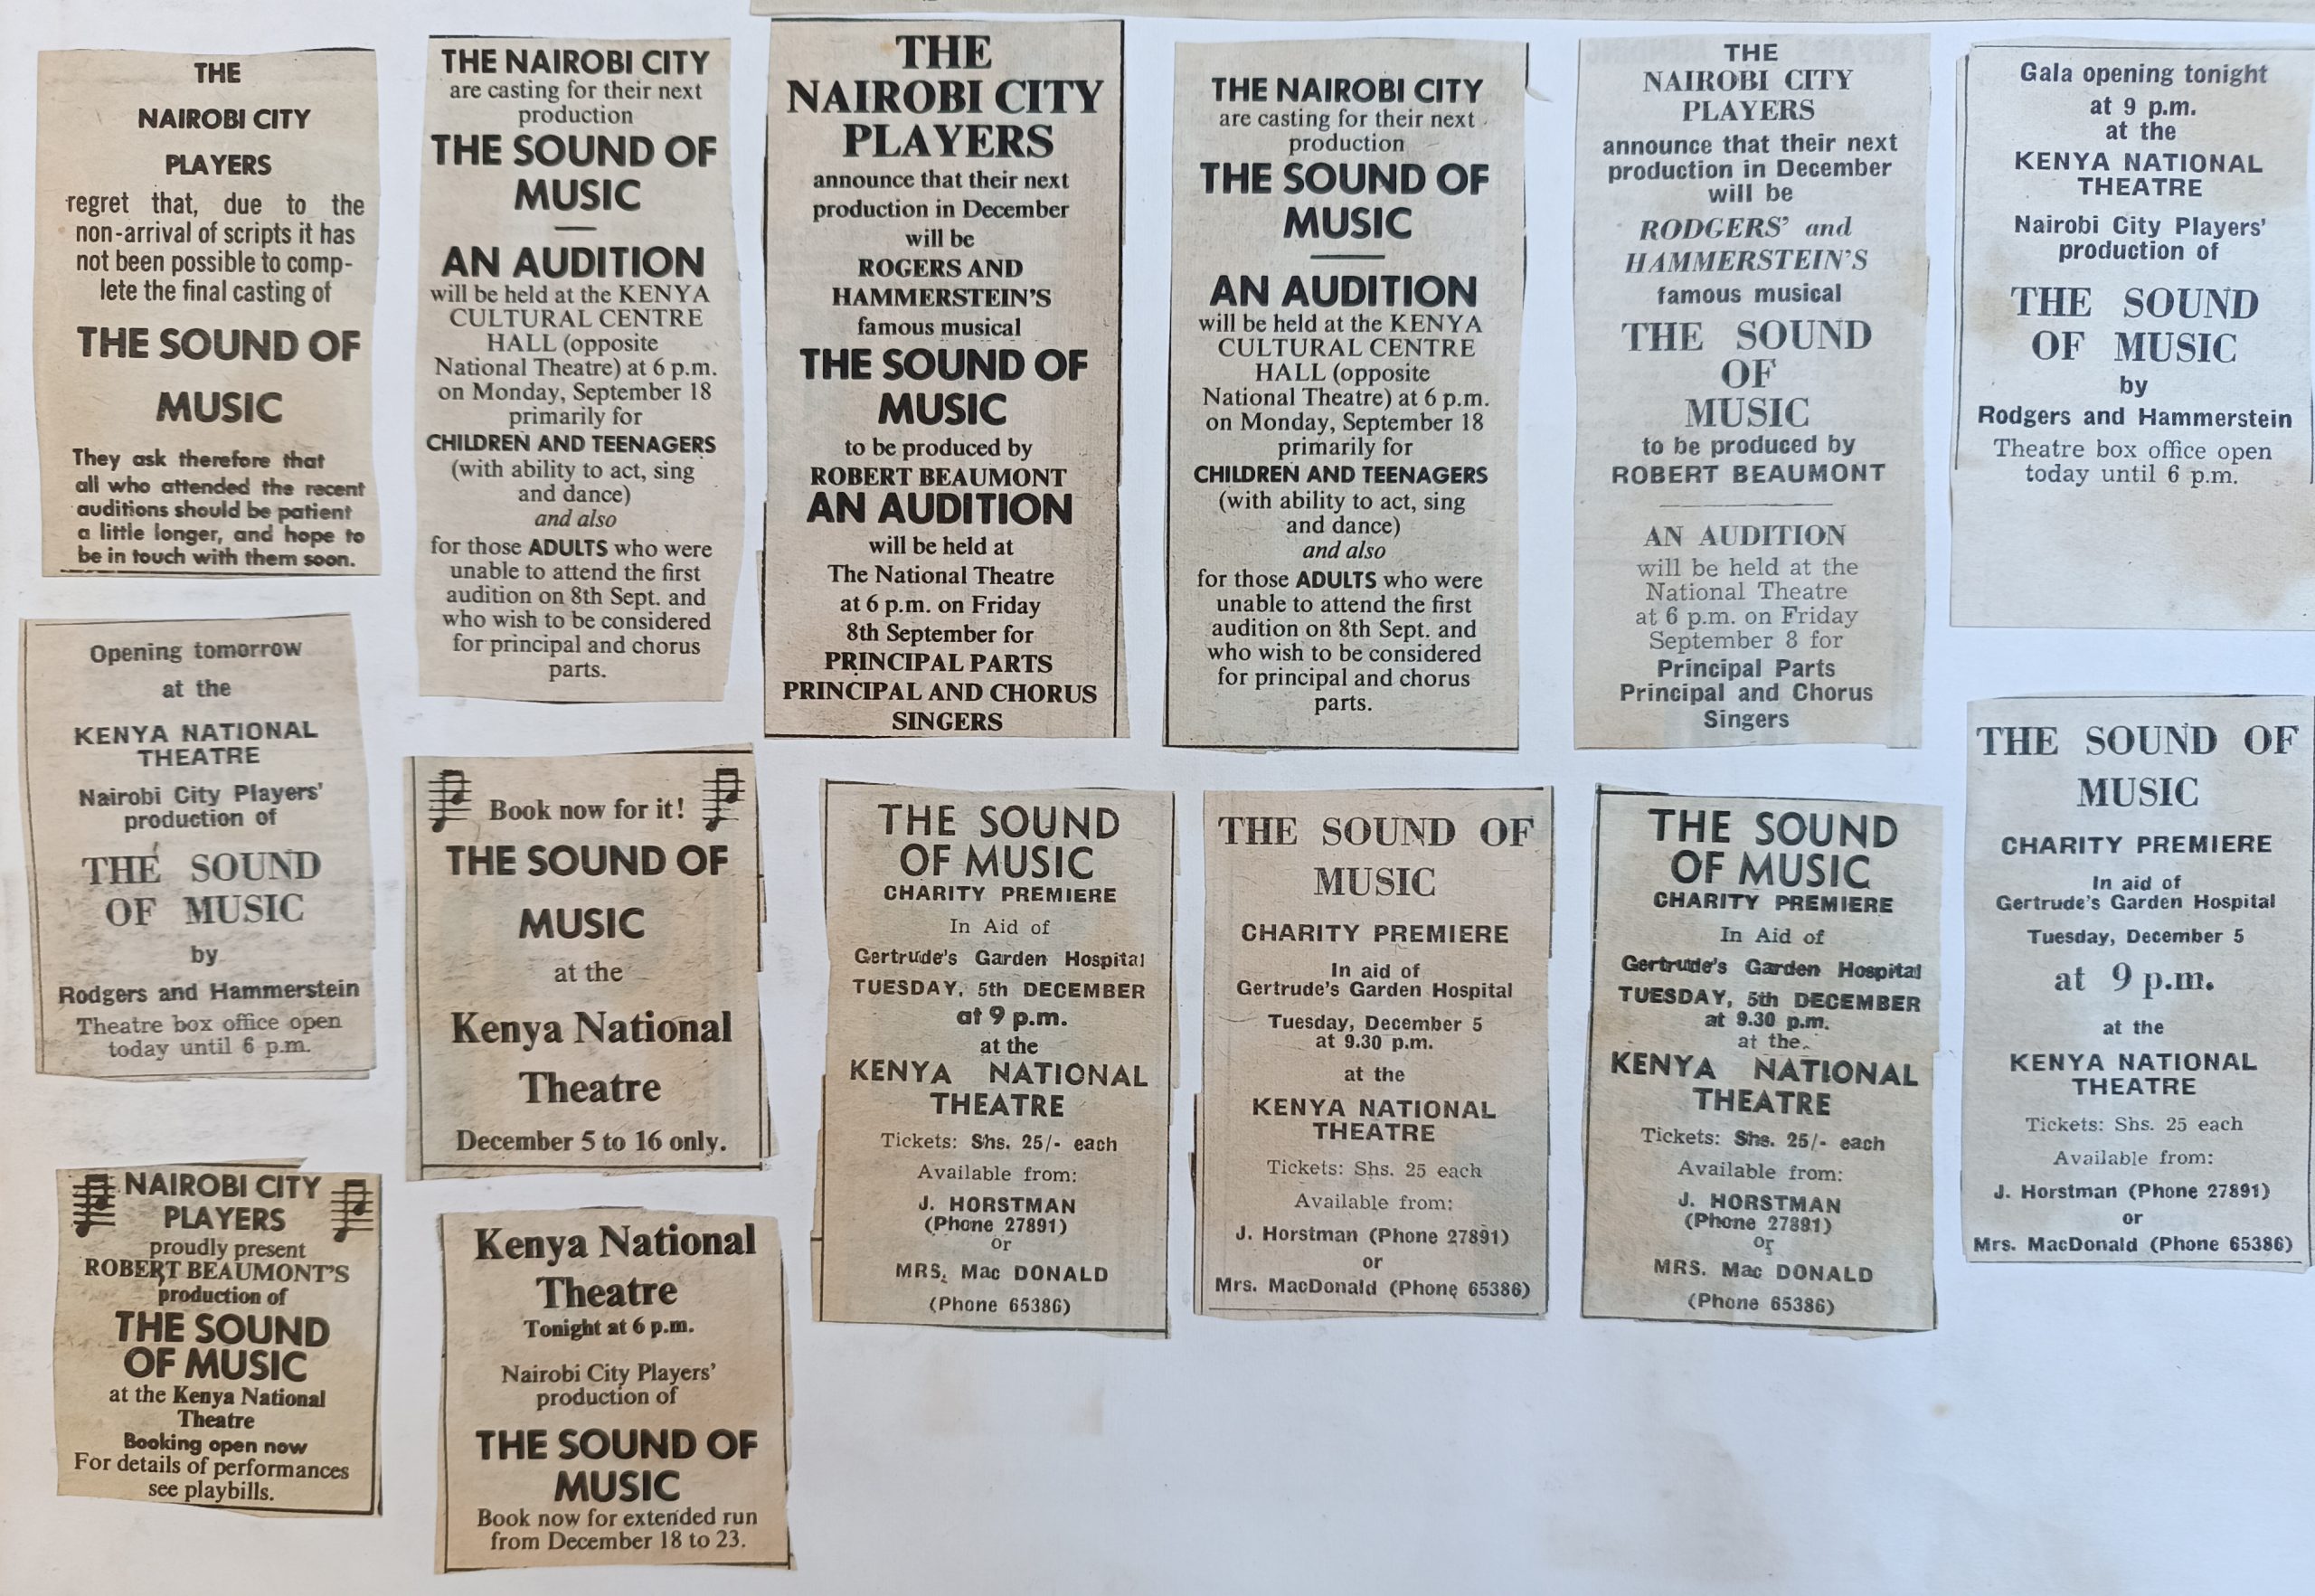 THE
NAIROBI CITY
PLAYERS
regret that, due to the
non-arrival of scripts it has
not been possible to comp-
lete the final casting of
THE SOUND OF
MUSIC
They ask therefore that
all who attended the recent
auditions should be patient
a little longer, and hope to
be in touch with them soon.
THE NAIROBI CITY
are casting for their next
production
THE SOUND OF
MUSIC
AN AUDITION
will be held at the KENYA
CULTURAL CENTRE
HALL (opposite
National Theatre) at 6 p.m.
on Monday, September 18
primarily for
CHILDREN AND TEENAGERS
(with ability to act, sing
and dance)
and also
for those ADULTS who were
unable to attend the first
audition on 8th Sept. and
who wish to be considered
for principal and chorus
parts.
THE
NAIROBI CITY
PLAYERS
announce that their next
production in December
will be
ROGERS AND
HAMMERSTEIN'S
famous musical
THE SOUND OF
MUSIC
to be produced by
ROBERT BEAUMONT
AN AUDITION
will be held at
The National Theatre
at 6 p.m. on Friday
8th September for
PRINCIPAL PARTS
PRINCIPAL AND CHORUS
SINGERS
THE NAIROBI CITY
are casting for their next
production
THE SOUND OF
MUSIC
AN AUDITION
will be held at the KENYA
CULTURAL CENTRE
HALL (opposite
National Theatre) at 6 p.m.
on Monday, September 18
primarily for
CHILDREN AND TEENAGERS
(with ability to act, sing
and dance)
and also
for those ADULTS who were
unable to attend the first
audition on 8th Sept. and
who wish to be considered
for principal and chorus
parts.
THE
NAIROBI CITY
PLAYERS
announce that their next
production in December
will be
RODGERS' and
HAMMERSTEIN'S
famous musical
THE SOUND
OF
MUSIC
to be produced by
ROBERT BEAUMONT
AN AUDITION
will be held at the
National Theatre
at 6 p.m. on Friday
September 8 for
Principal Parts
Principal and Chorus
Singers
Gala opening tonight
at 9 p.m.
at the
KENYA NATIONAL
THEATRE
Nairobi City Players'
production of
THE SOUND
OF MUSIC
by
Rodgers and Hammerstein
Theatre box office open
today until 6 p.m.
Opening tomorrow
at the
KENYA NATIONAL
THEATRE
Nairobi City Players'
production of
THE SOUND
OF MUSIC
by
Rodgers and Hammerstein
Theatre box office open
today until 6 p.m.
Book now for it!
THE SOUND OF
MUSIC
at the
Kenya National
Theatre
December 5 to 16 only.
THE SOUND
OF MUSIC
CHARITY PREMIERE
In Aid of
Gertrude's Garden Hospital
TUESDAY, 5th DECEMBER
at 9 p.m.
at the
KENYA NATIONAL
THEATRE
Tickets: Shs. 25/- each
Available from:
J. HORSTMAN
(Phone 27891)
or
MRS. Mac DONALD
(Phone 65386)
THE SOUND OF
MUSIC
CHARITY PREMIERE
In aid of
Gertrude's Garden Hospital
Tuesday, December 5
at 9.30 p.m.
at the
KENYA NATIONAL
THEATRE
Tickets: Shs. 25 each
Available from:
J. Horstman (Phone 27891)
or
Mrs. MacDonald (Phone 65386)
THE SOUND
OF MUSIC
CHARITY PREMIERE
In Aid of
Gertrude's Garden Hospital
TUESDAY, 5th DECEMBER
at 9.30 p.m.
at the
KENYA NATIONAL
THEATRE
Tickets: Shs. 25/- each
Available from:
J. HORSTMAN
(Phone 27891)
or
MRS. Mac DONALD
(Phone 65386)
THE SOUND OF
MUSIC
CHARITY PREMIERE
In aid of
Gertrude's Garden Hospital
Tuesday, December 5
at 9 p.m.
at the
KENYA NATIONAL
THEATRE
Tickets: Shs. 25 each
Available from:
J. Horstman (Phone 27891)
or
Mrs. MacDonald (Phone 65386)
NAIROBI CITY
PLAYERS
proudly present
ROBERT BEAUMONT'S
production of
THE SOUND
OF MUSIC
at the Kenya National
Theatre
Booking open now
For details of performances
see playbills.
Kenya National
Theatre
Tonight at 6 p.m.
Nairobi City Players'
production of
THE SOUND OF
MUSIC
Book now for extended run
from December 18 to 23.